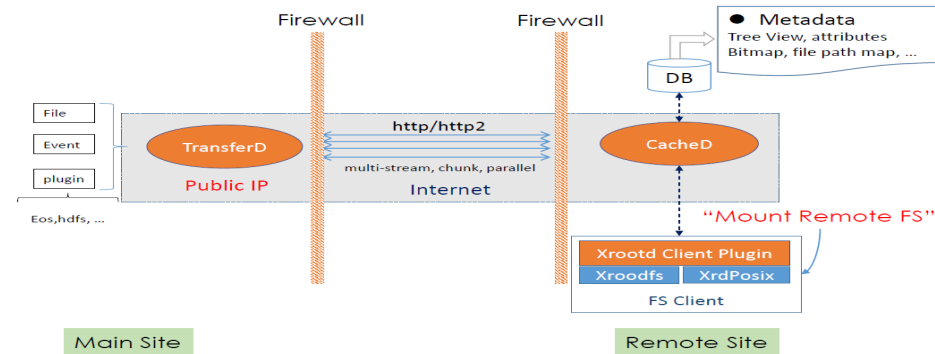 Firewall
Firewall
● Metadata
Tree View, attributes
Bitmap, file path map, ...
DB
File
Event
plugin
Eos,hdfs, ...
TransferD
Public IP
http/http2
multi-stream, chunk, parallel
Internet
CacheD
“Mount Remote FS”
Xrootd Client Plugin
Xroodfs
XrdPosix
FS Client
Main Site
Remote Site